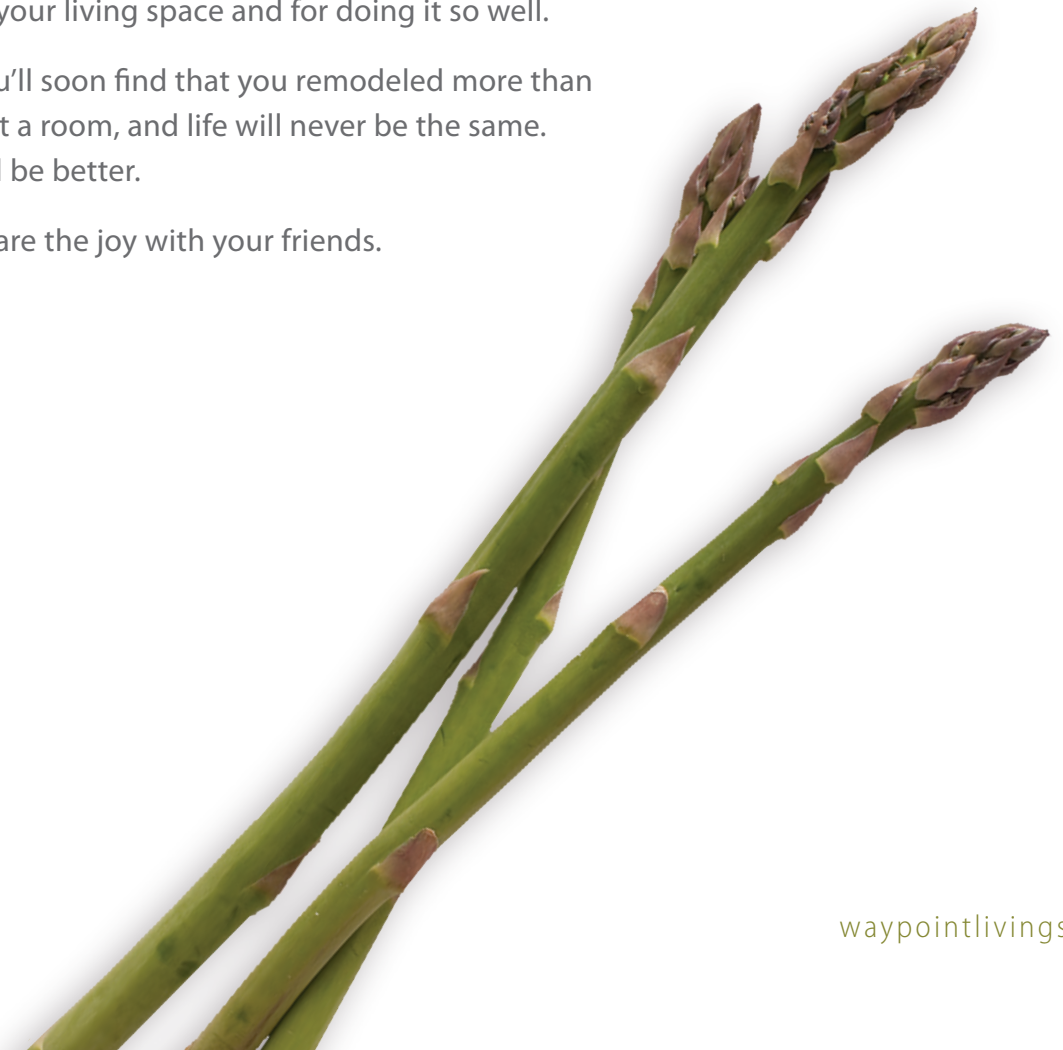 your living space and for doing it so well.
u'll soon find that you remodeled more than
t a room, and life will never be the same.
l be better.
are the joy with your friends.
waypointlivings